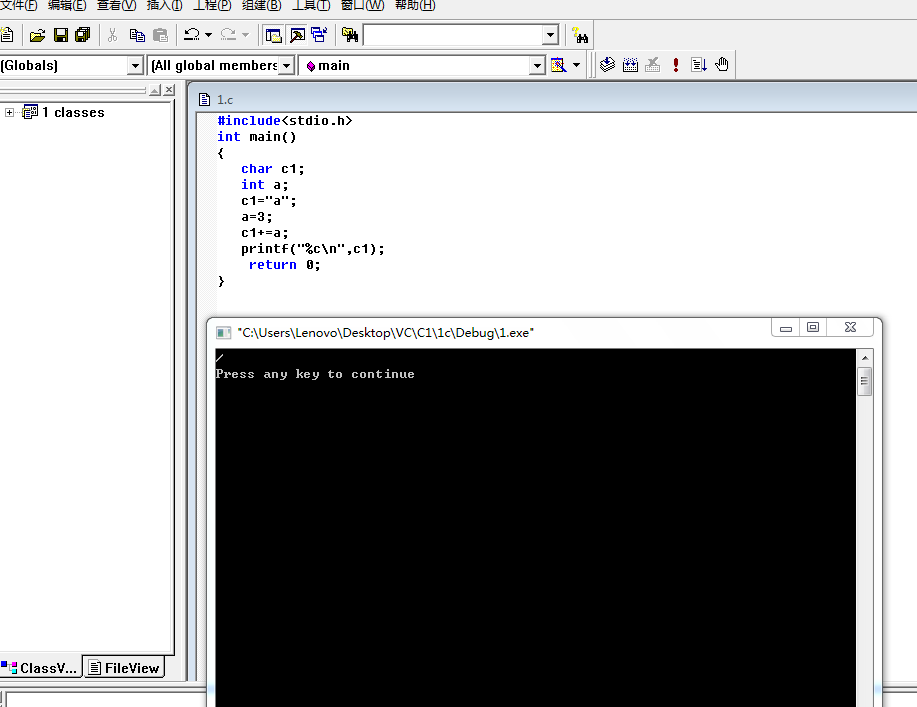 文件(F) 编辑(E) 查看(V) 插入(I) 工程(P) 组建(B) 工具(T) 窗口(W) 帮助(H)
(Globals) (All global members main
1 classes
1.c
#include<stdio.h>
int main()
{
char c1;
int a;
c1="a";
a=3;
c1+=a;
printf("%c\n",c1);
return 0;
}
"C:\Users\Lenovo\Desktop\VC\C1\1c\Debug\1.exe"
/
Press any key to continue
ClassV... FileView